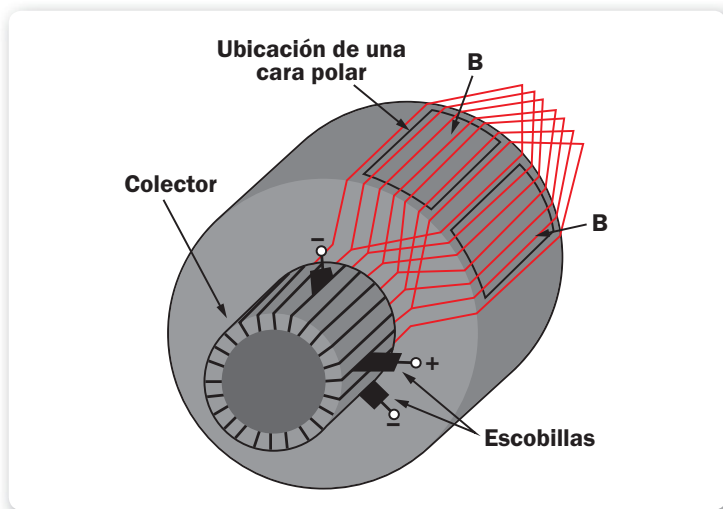 Ubicación de una
cara polar
B
Colector
B
−
+
−
Escobillas